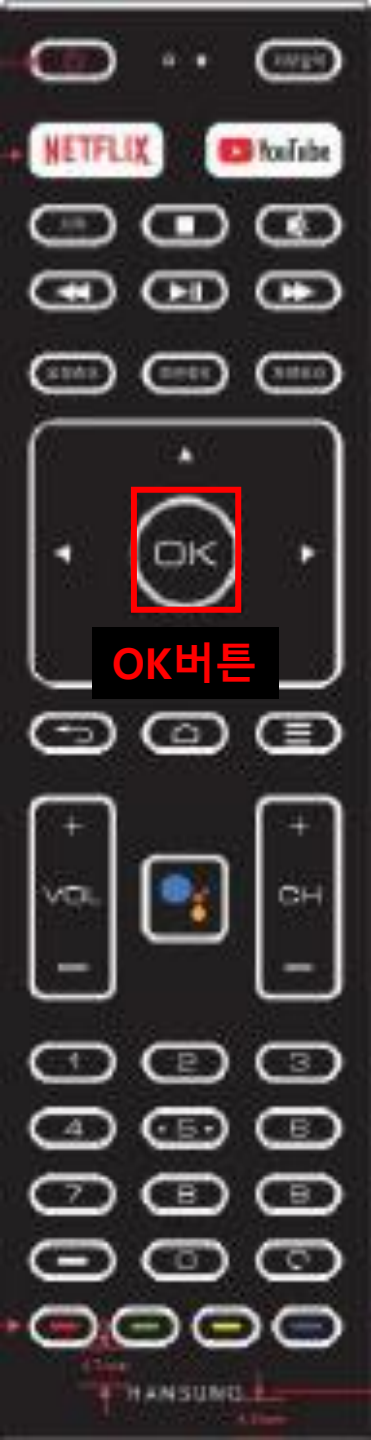 NETFLIX YouTube
OK
OK버튼
+ +
VOL CH
- -
1 2 3
4 5 6
7 8 9
- 0
HANSUNG